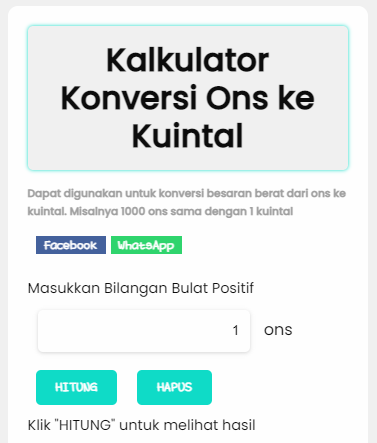 Kalkulator
Konversi Ons ke
Kuintal
Dapat digunakan untuk konversi besaran berat dari ons ke
kuintal. Misalnya 1000 ons sama dengan 1 kuintal
Facebook WhatsApp
Masukkan Bilangan Bulat Positif
1 ons
HITUNG HAPUS
Klik "HITUNG" untuk melihat hasil